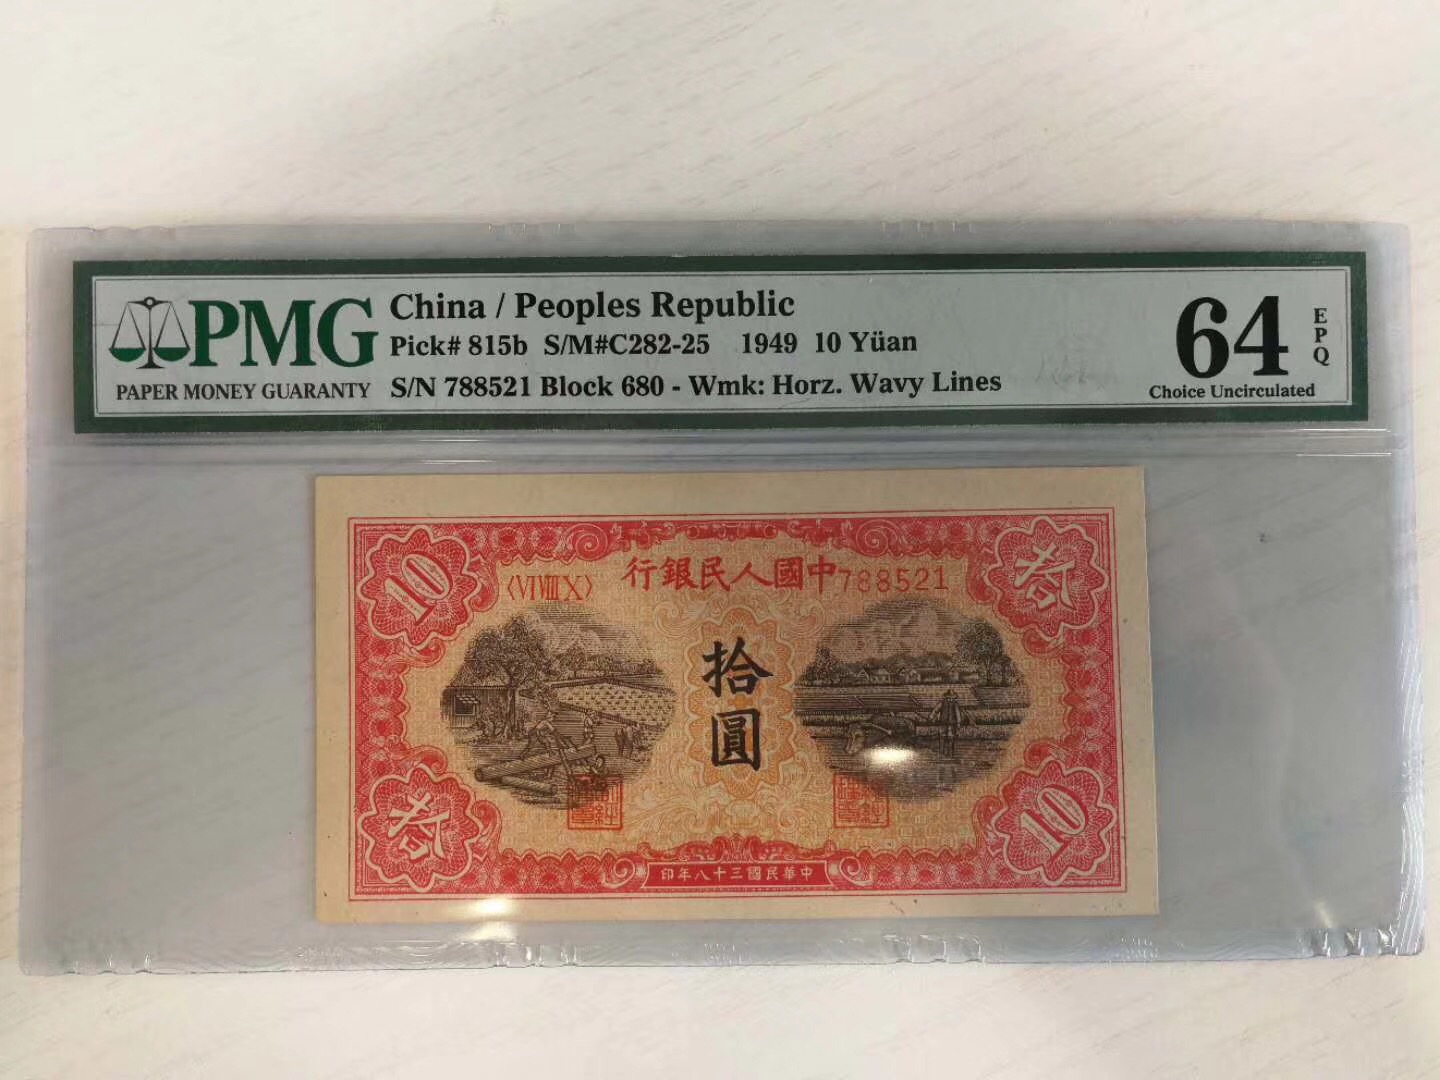 PMG
PAPER MONEY GUARANTY
China / Peoples Republic
Pick# 815b S/M#C282-25 1949 10 Yüan
S/N 788521 Block 680 - Wmk: Horz. Wavy Lines
64 EPQ
Choice Uncirculated
10
行銀民人國中
拾
〈VI VIII X〉
788521
拾圓
拾
10
印年八十三國民華中